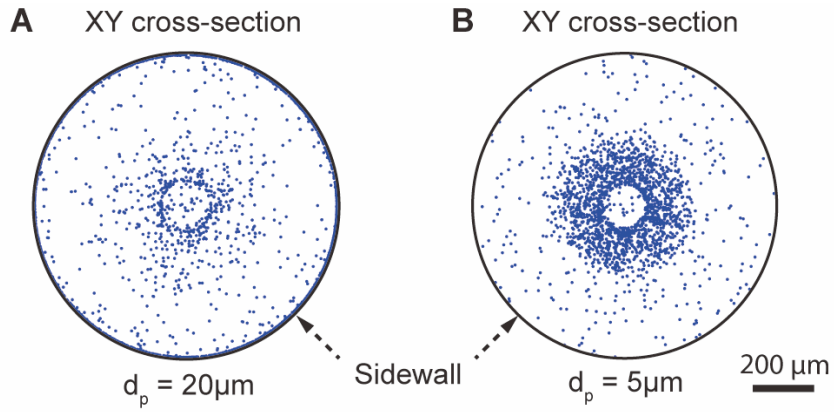 A XY cross-section
B XY cross-section
Sidewall
dp = 20µm
dp = 5µm
200 µm